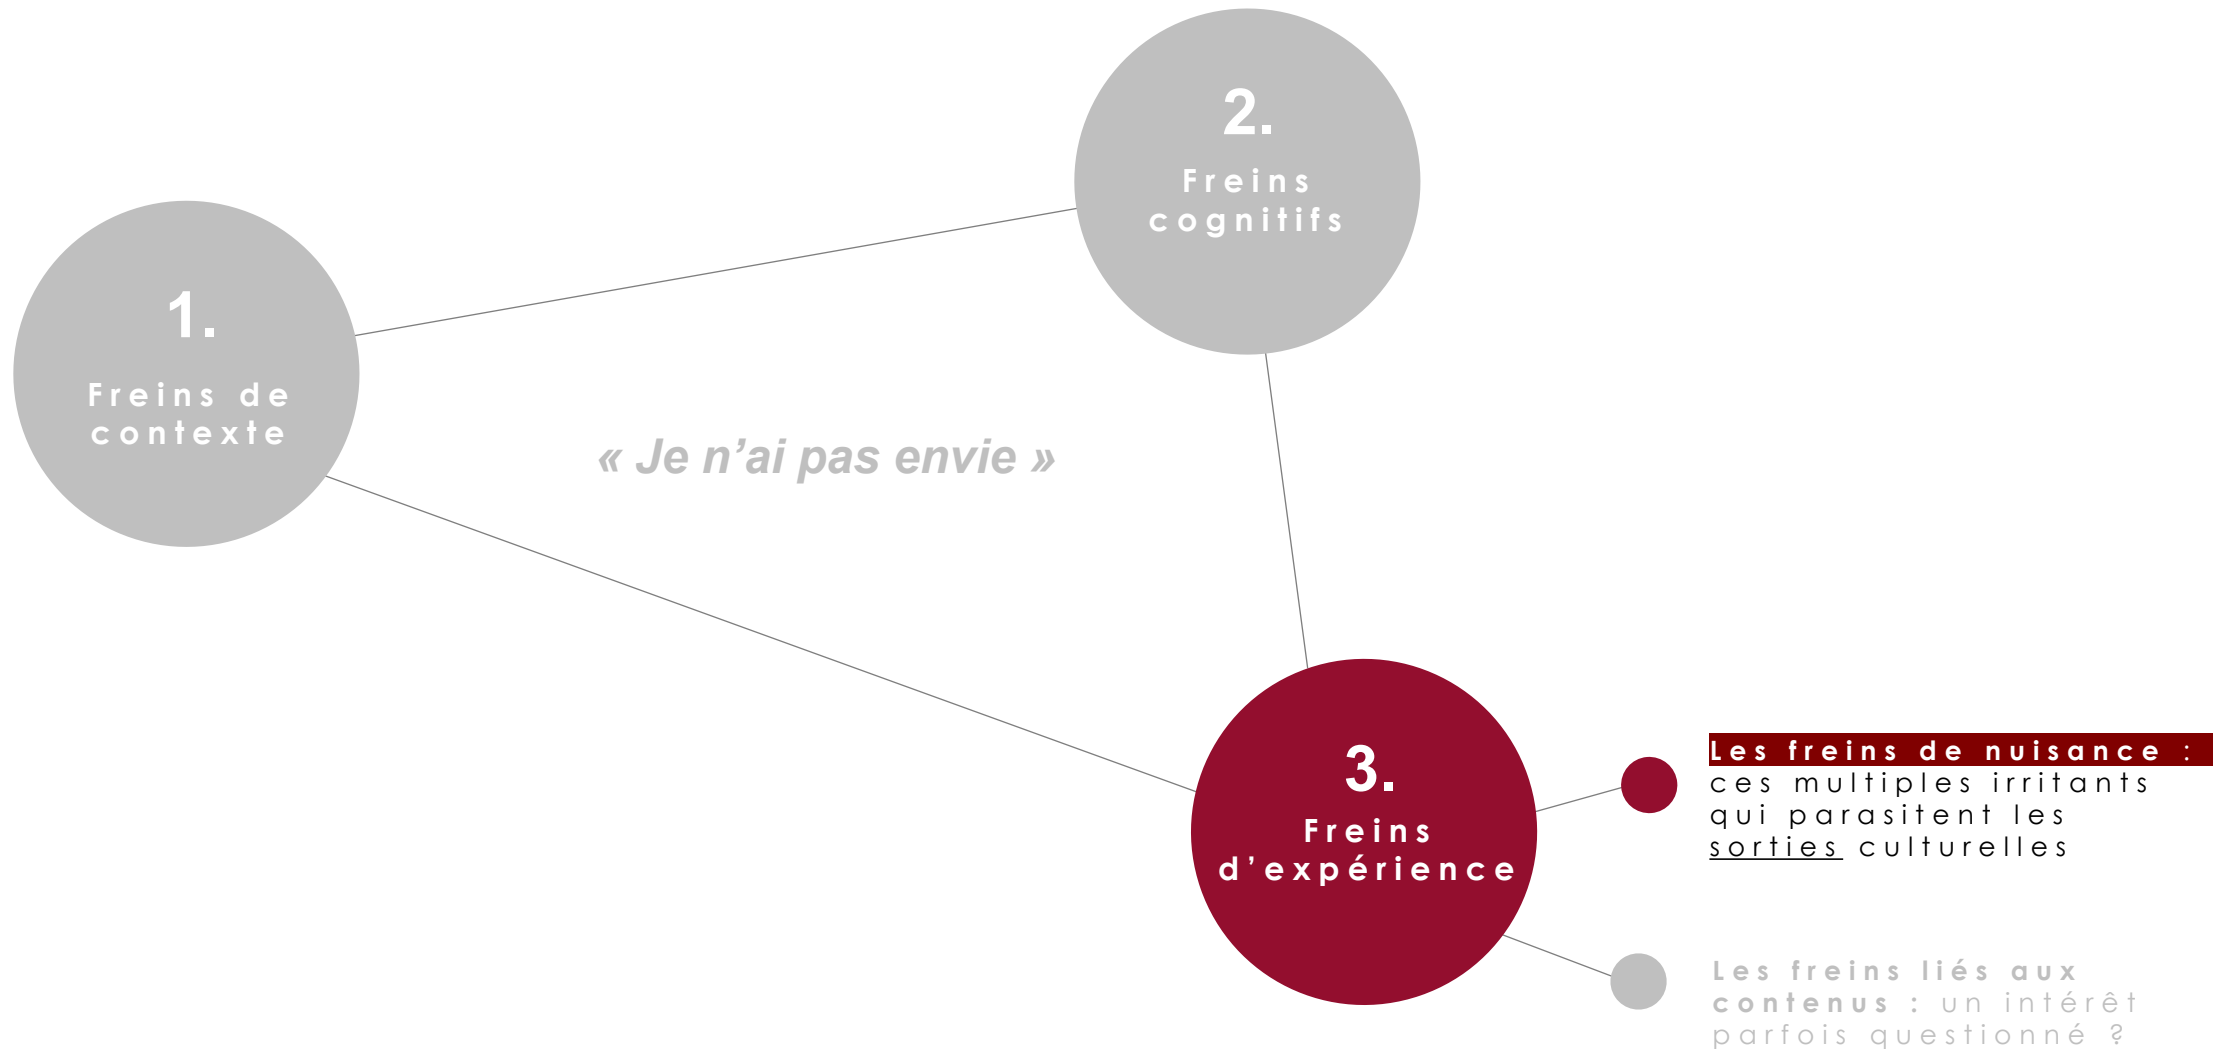 1.
Freins de
contexte
2.
Freins
cognitifs
« Je n’ai pas envie »
3.
Freins
d’expérience
Les freins de nuisance :
ces multiples irritants
qui parasitent les
sorties culturelles
Les freins liés aux
contenus : un intérêt
parfois questionné ?